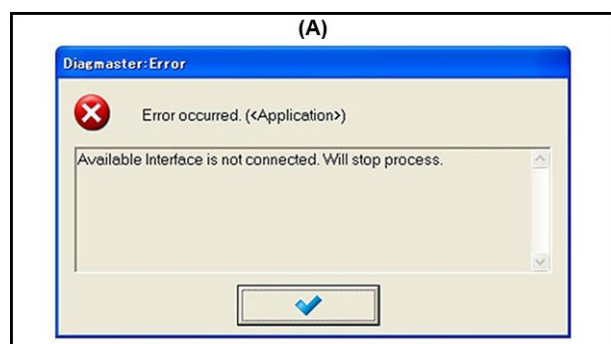 (A)
Diagmaster:Error
Error occurred. (<Application>)
Available Interface is not connected. Will stop process.